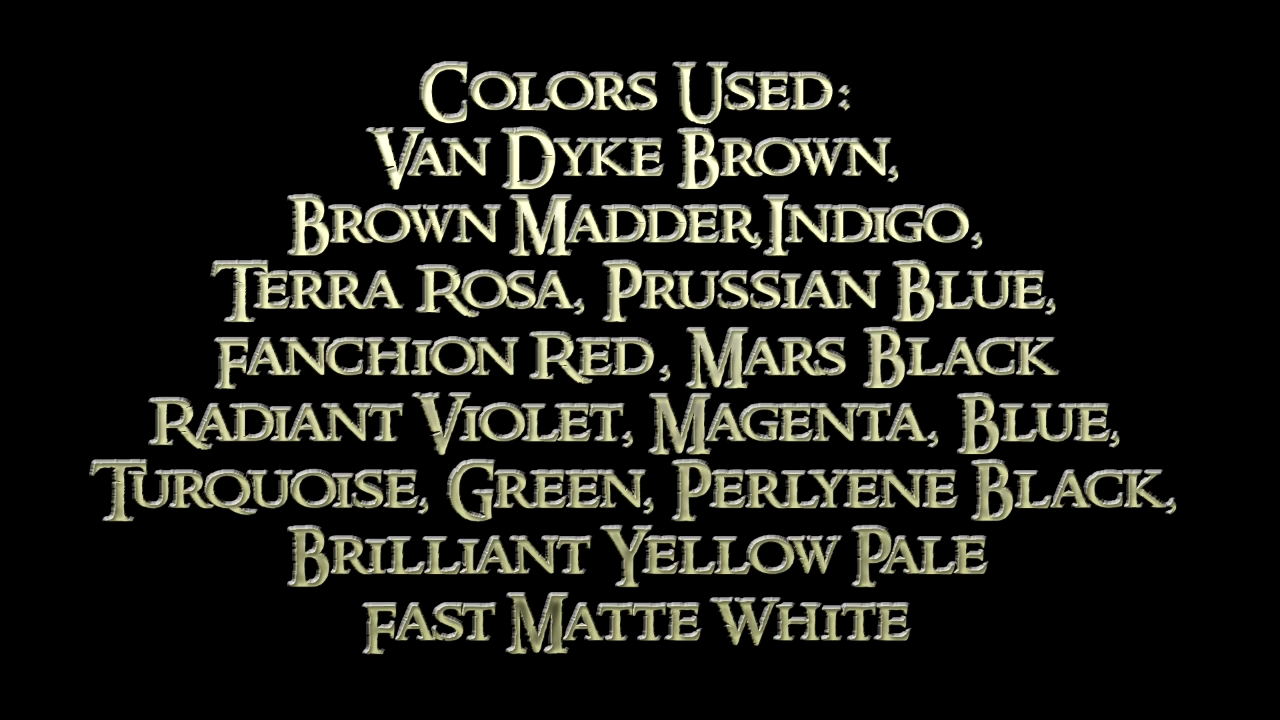 Colors Used:
Van Dyke Brown,
Brown Madder, Indigo,
Terra Rosa, Prussian Blue,
Fanchion Red, Mars Black
Radiant Violet, Magenta, Blue,
Turquoise, Green, Perlyene Black,
Brilliant Yellow Pale
Fast Matte White